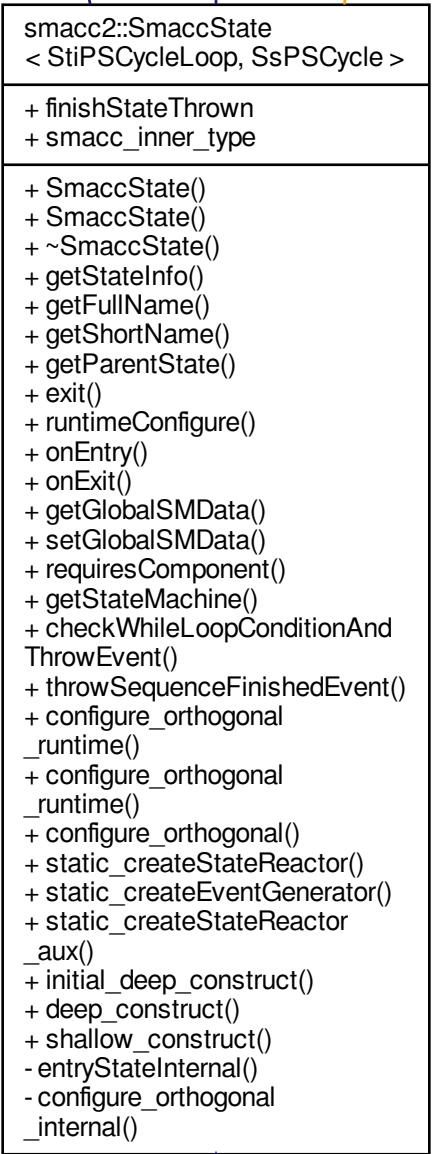 smacc2::SmaccState
< StiPSCycleLoop, SsPSCycle >
+ finishStateThrown
+ smacc_inner_type
+ SmaccState()
+ SmaccState()
+ ~SmaccState()
+ getStateInfo()
+ getFullName()
+ getShortName()
+ getParentState()
+ exit()
+ runtimeConfigure()
+ onEntry()
+ onExit()
+ getGlobalSMData()
+ setGlobalSMData()
+ requiresComponent()
+ getStateMachine()
+ checkWhileLoopConditionAnd
ThrowEvent()
+ throwSequenceFinishedEvent()
+ configure_orthogonal
_runtime()
+ configure_orthogonal
_runtime()
+ configure_orthogonal()
+ static_createStateReactor()
+ static_createEventGenerator()
+ static_createStateReactor
_aux()
+ initial_deep_construct()
+ deep_construct()
+ shallow_construct()
- entryStateInternal()
- configure_orthogonal
_internal()